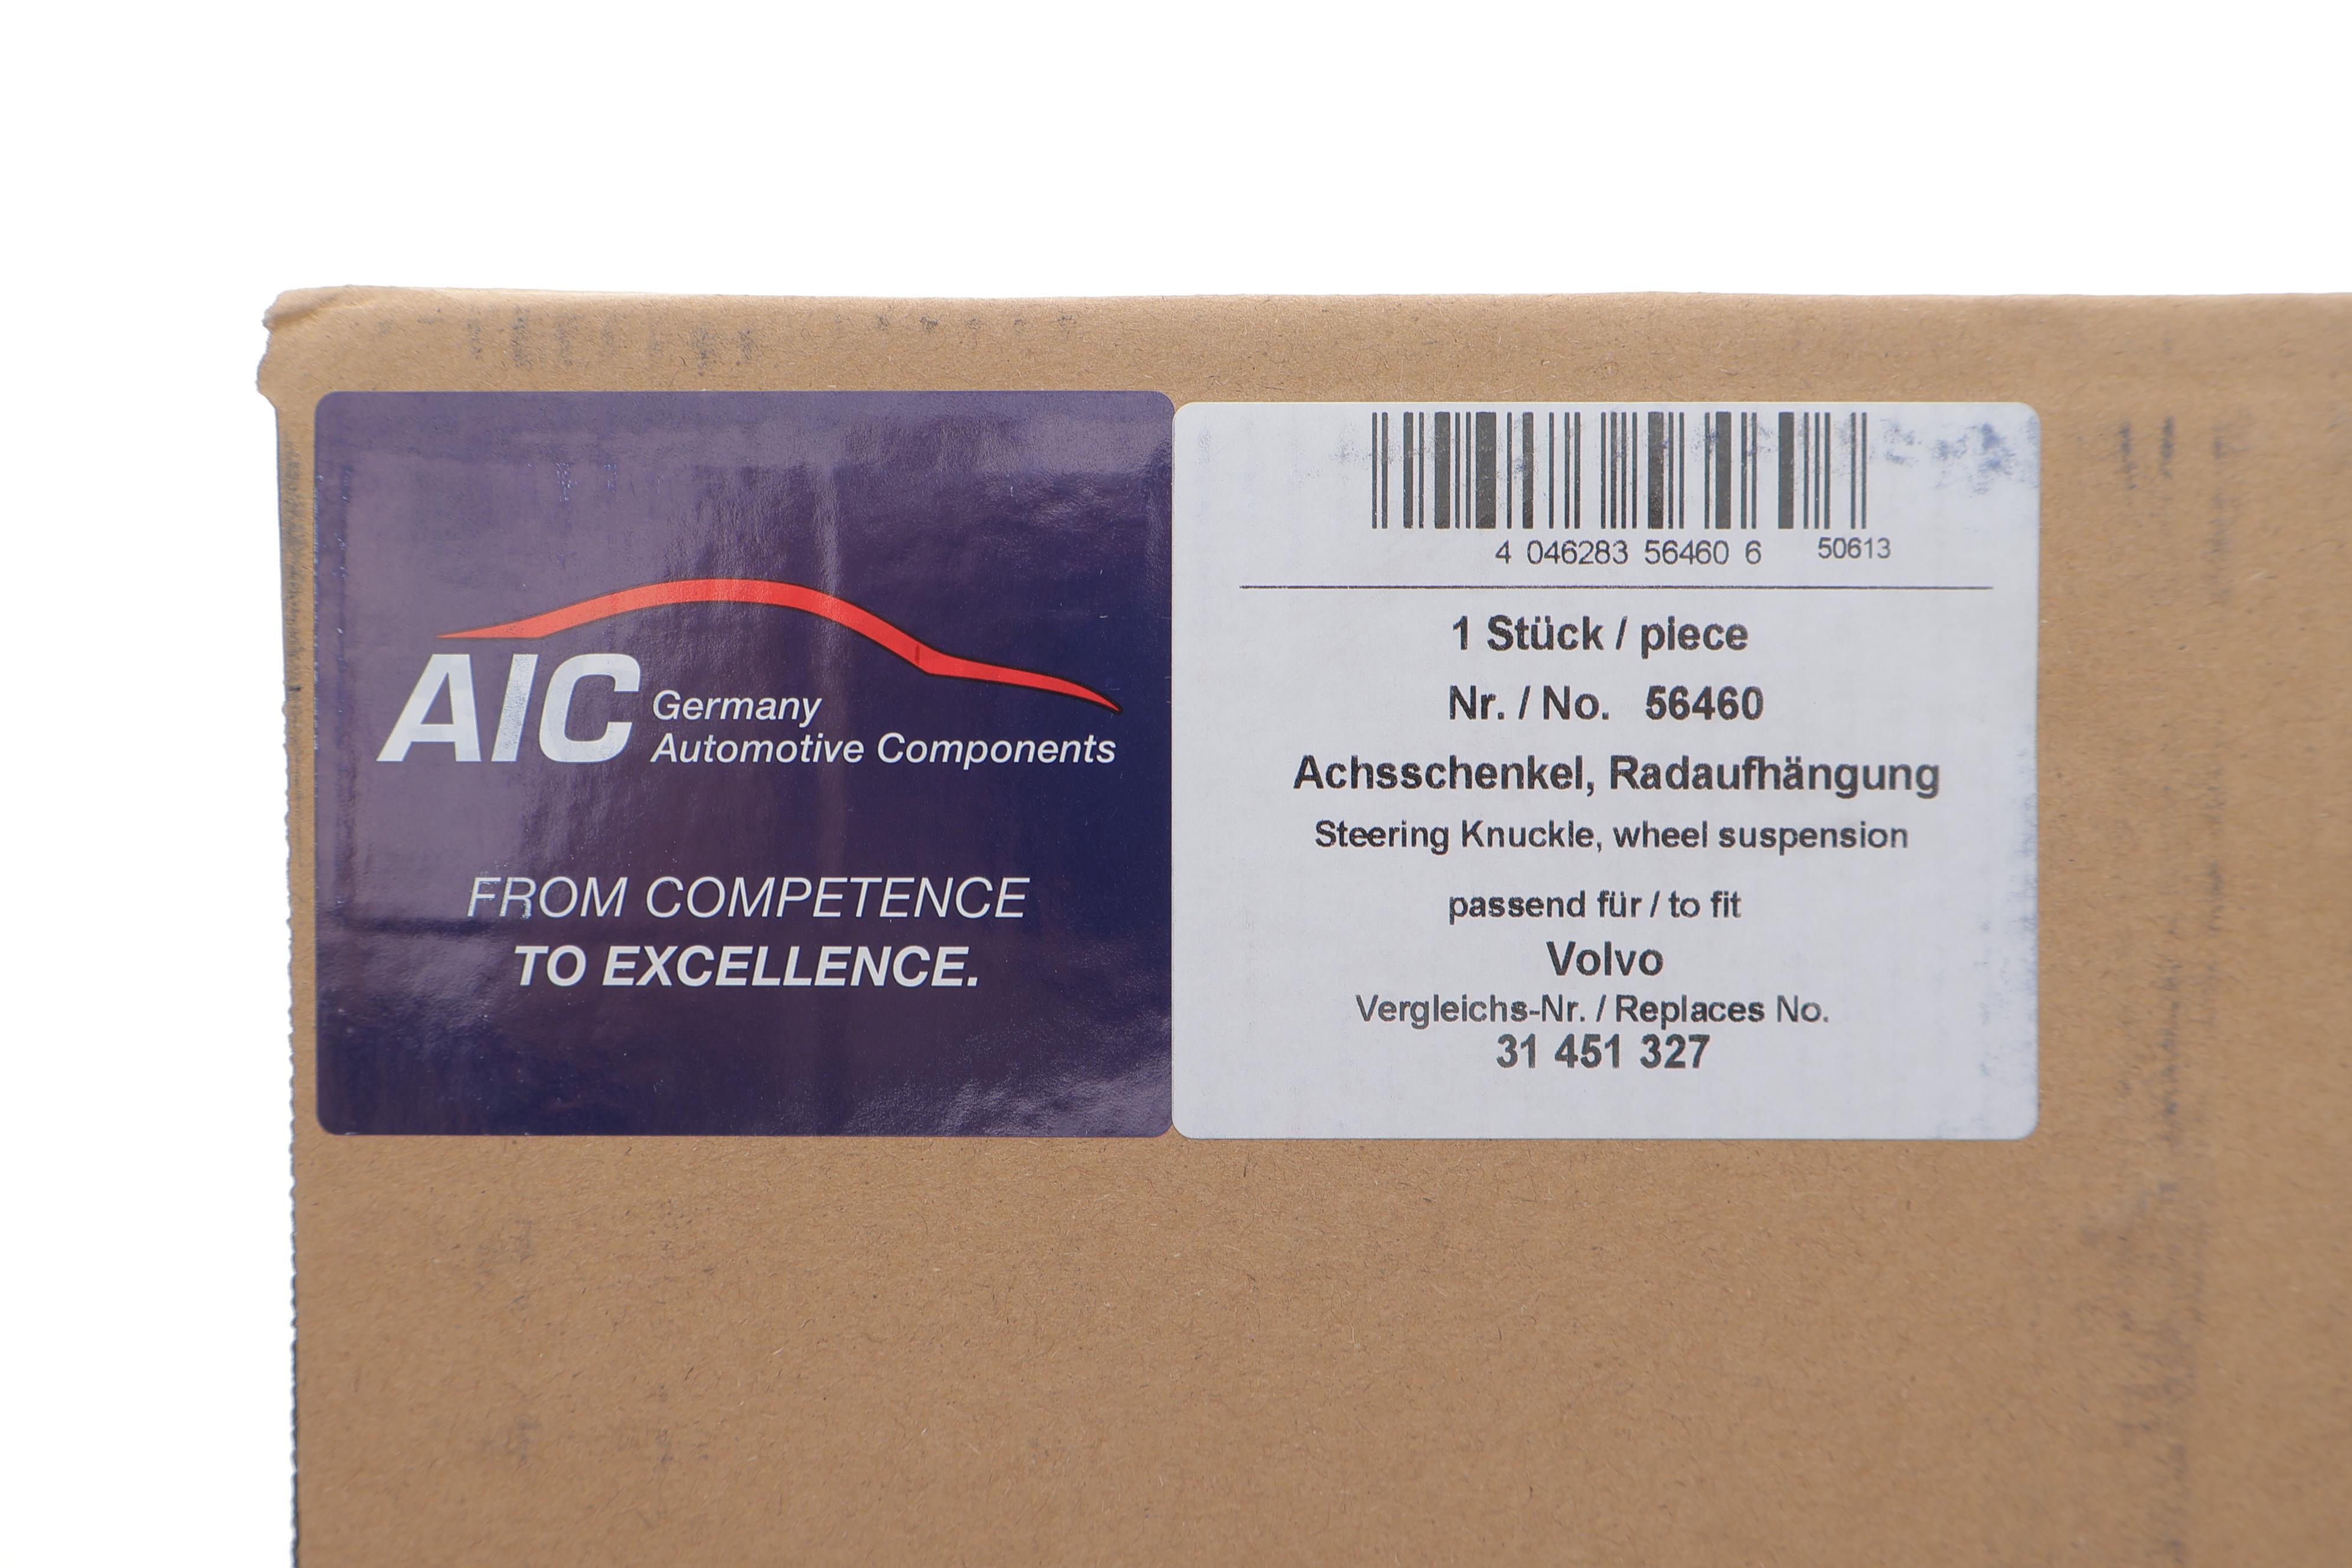 AIC Germany
Automotive Components
FROM COMPETENCE
TO EXCELLENCE.
4 046283 56460 6 50613
1 Stück / piece
Nr. / No. 56460
Achsschenkel, Radaufhängung
Steering Knuckle, wheel suspension
passend für / to fit
Volvo
Vergleichs-Nr. / Replaces No.
31 451 327